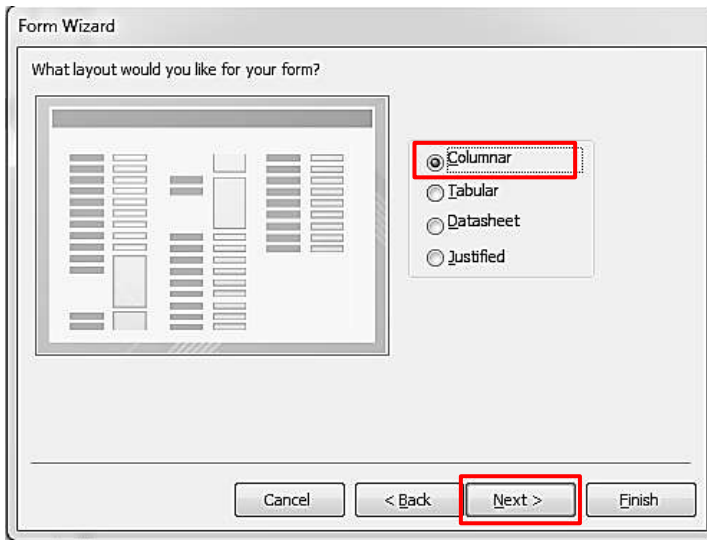 Form Wizard
What layout would you like for your form?
Columnar
Tabular
Datasheet
Justified
Cancel
< Back
Next >
Finish